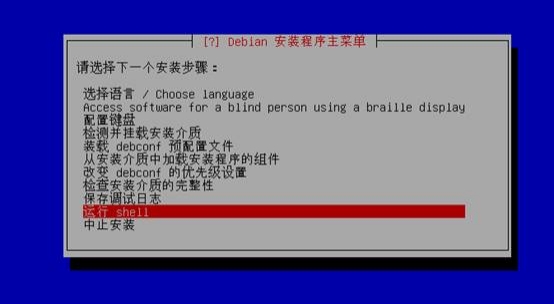 [?] Debian 安装程序主菜单
请选择下一个安装步骤：
选择语言 / Choose language
Access software for a blind person using a braille display
配置键盘
检测并挂载安装介质
装载 debconf 预配置文件
从安装介质中加载安装程序的组件
改变 debconf 的优先级设置
检查安装介质的完整性
保存调试日志
运行 shell
中止安装